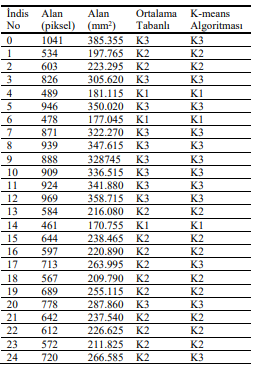 İndis Alan Alan Ortalama K-means
No (piksel) (mm²) Tabanlı Algoritması
0 1041 385.355 K3 K3
1 534 197.765 K2 K2
2 603 223.295 K2 K2
3 826 305.620 K3 K3
4 489 181.115 K1 K1
5 946 350.020 K3 K3
6 478 177.045 K1 K1
7 871 322.270 K3 K3
8 939 347.615 K3 K3
9 888 328745 K3 K3
10 909 336.515 K3 K3
11 924 341.880 K3 K3
12 969 358.715 K3 K3
13 584 216.080 K2 K2
14 461 170.755 K1 K1
15 644 238.465 K2 K2
16 597 220.890 K2 K2
17 713 263.995 K2 K3
18 567 209.790 K2 K2
19 689 255.115 K2 K2
20 778 287.860 K3 K3
21 642 237.540 K2 K2
22 612 226.625 K2 K2
23 572 211.825 K2 K2
24 720 266.585 K2 K3